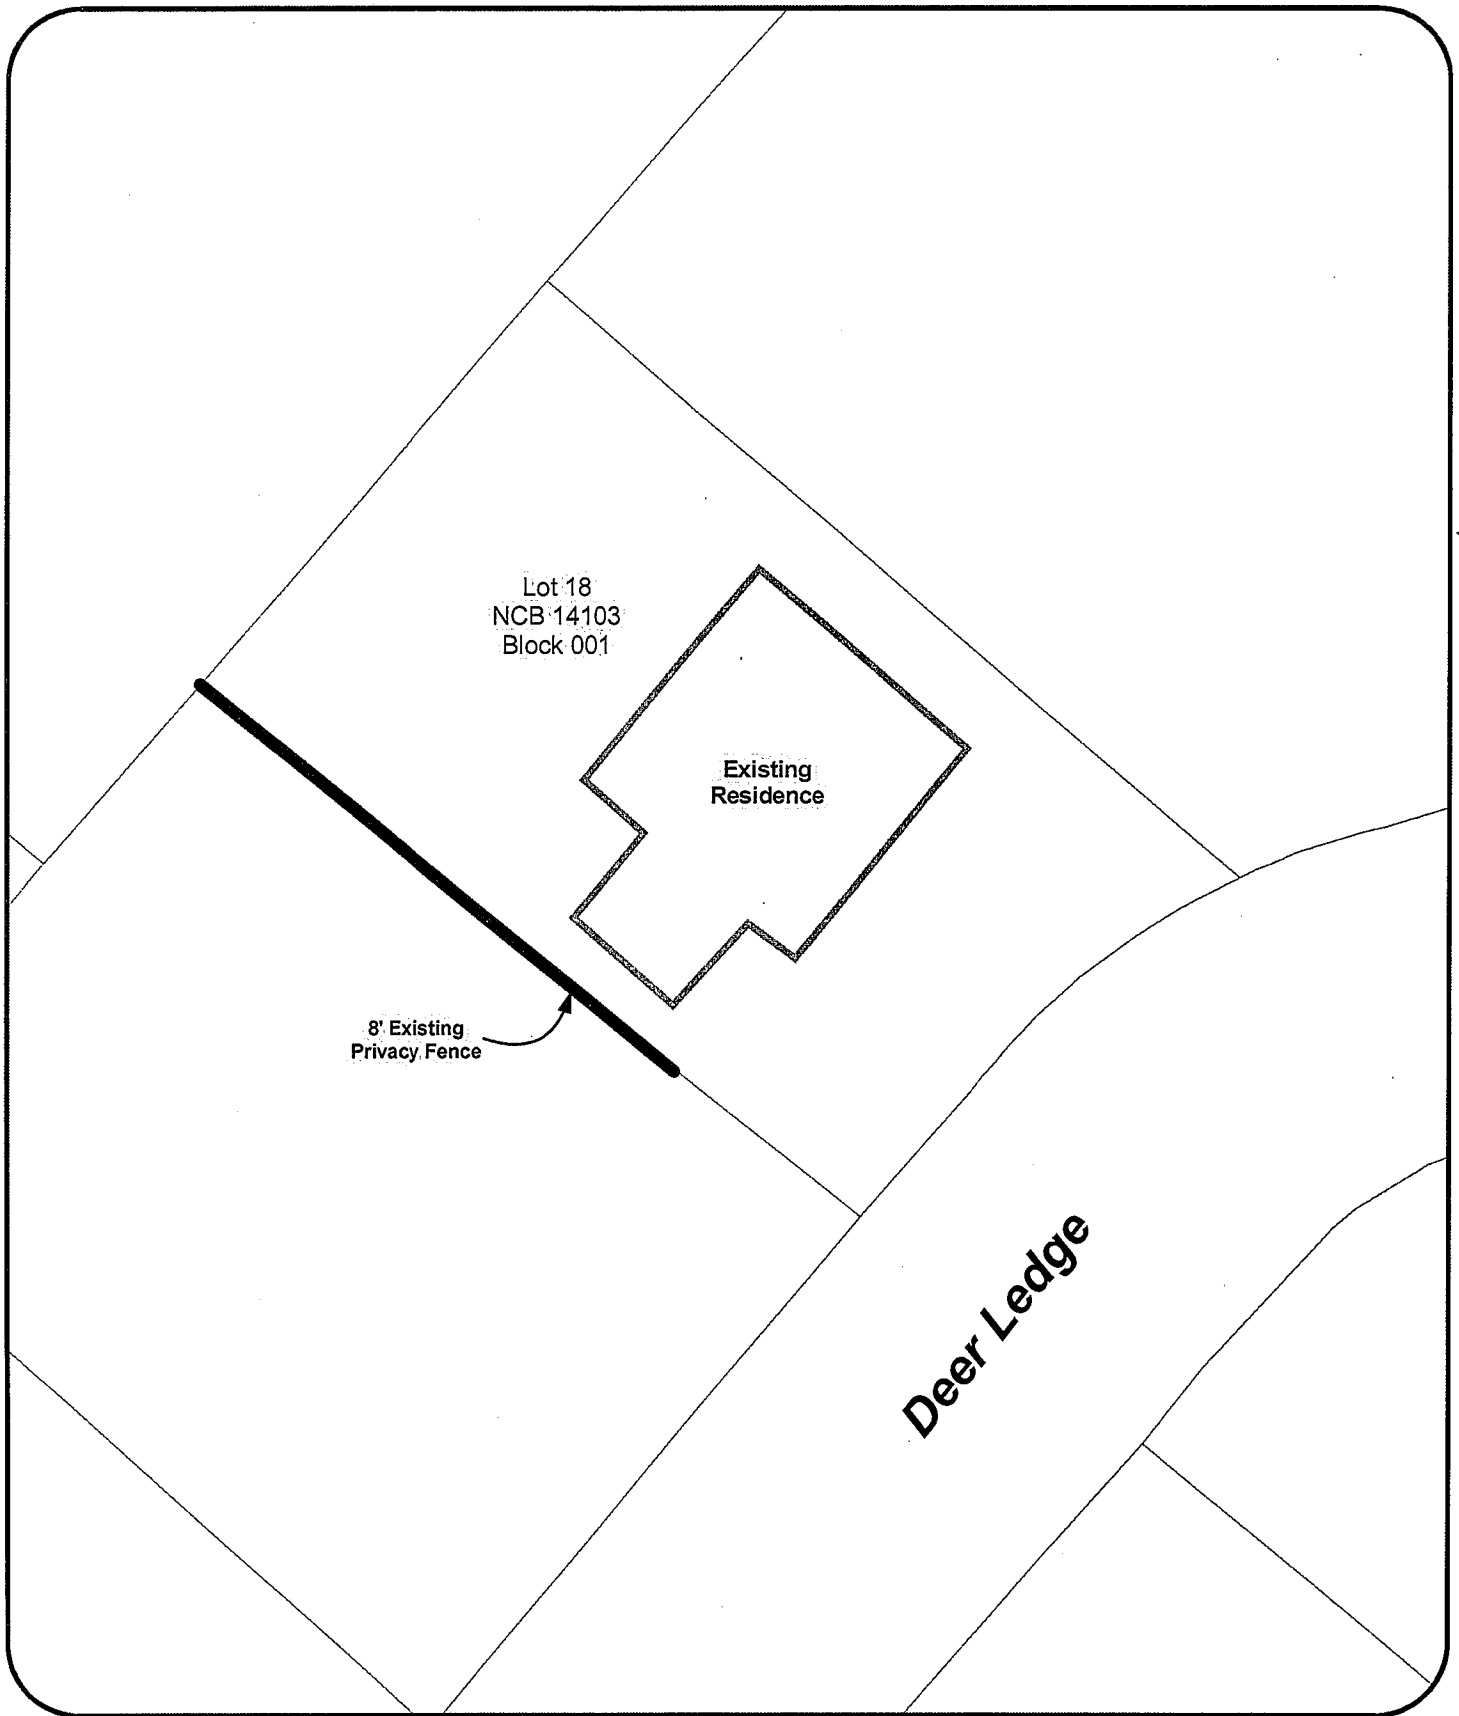 Lot 18
NCB 14103
Block 001
Existing
Residence
8' Existing
Privacy Fence
Deer Ledge